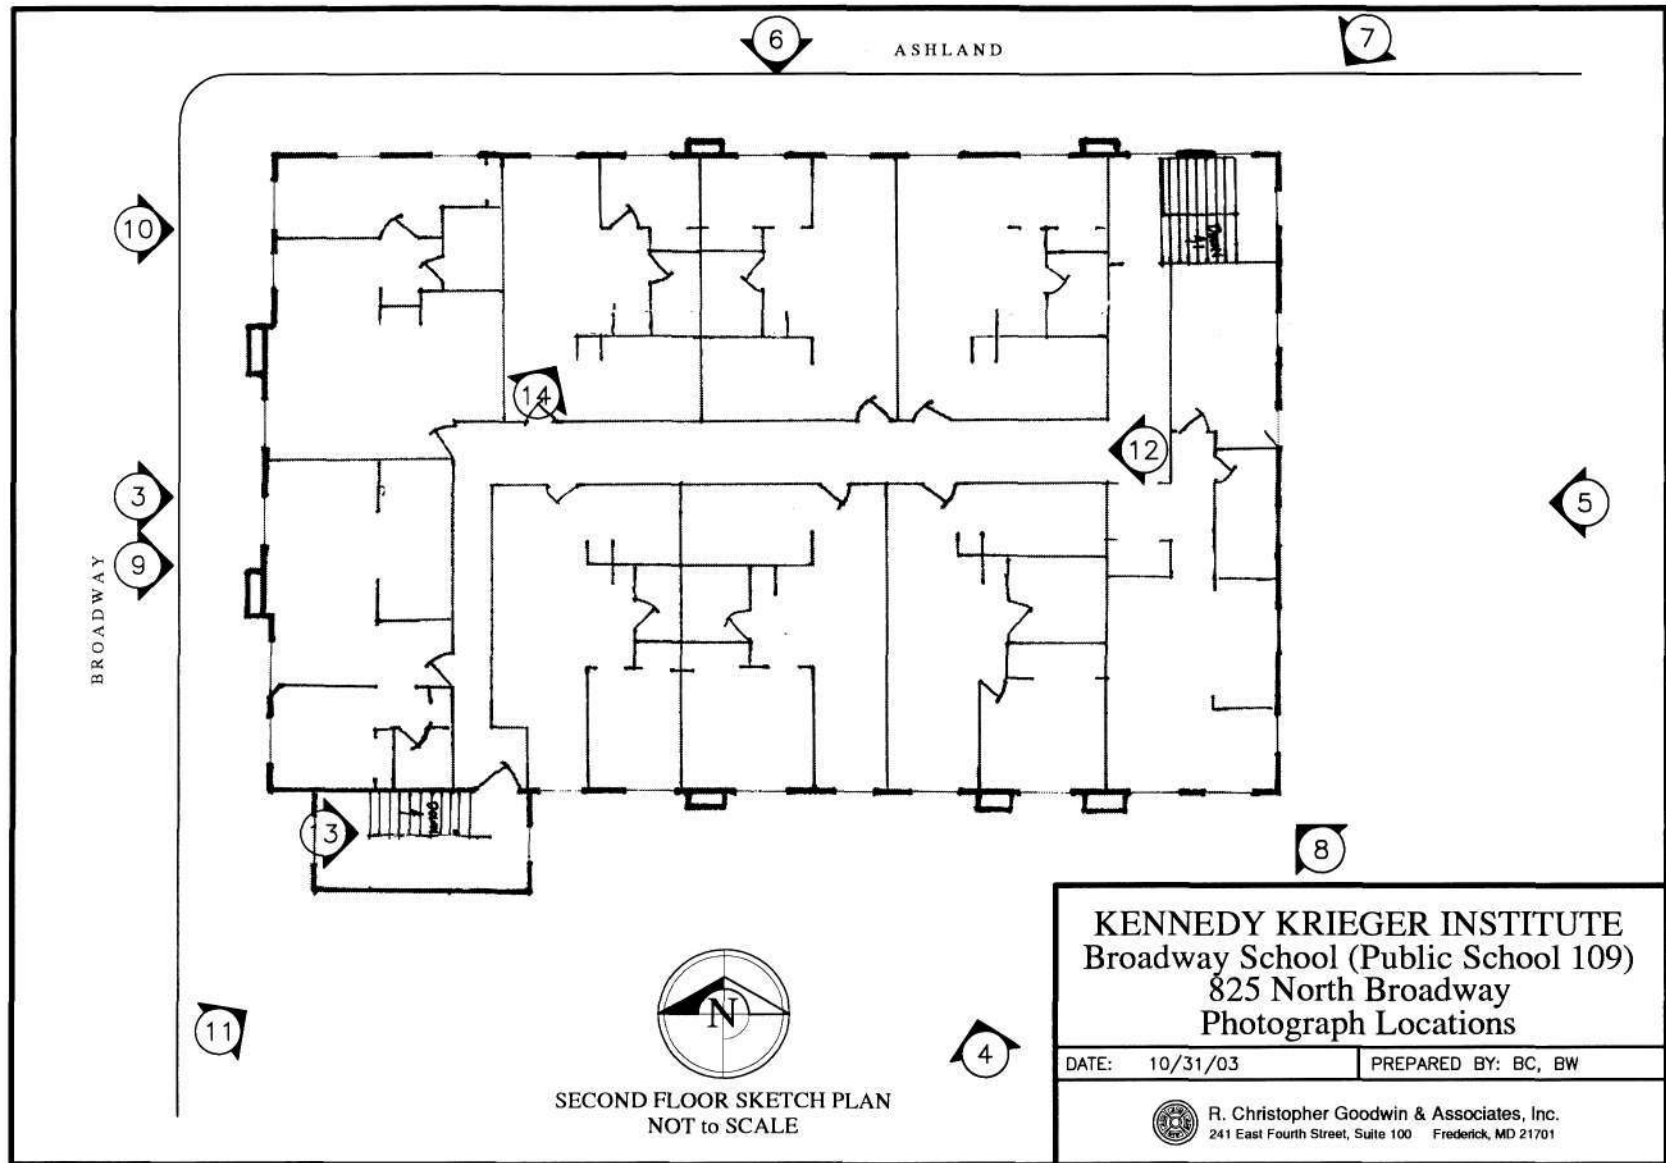 6
ASHLAND
7
10
14
12
3
5
9
BROADWAY
13
8
11
4
N
SECOND FLOOR SKETCH PLAN
NOT to SCALE
KENNEDY KRIEGER INSTITUTE
Broadway School (Public School 109)
825 North Broadway
Photograph Locations
DATE: 10/31/03
PREPARED BY: BC, BW
R. Christopher Goodwin & Associates, Inc.
241 East Fourth Street, Suite 100 Frederick, MD 21701